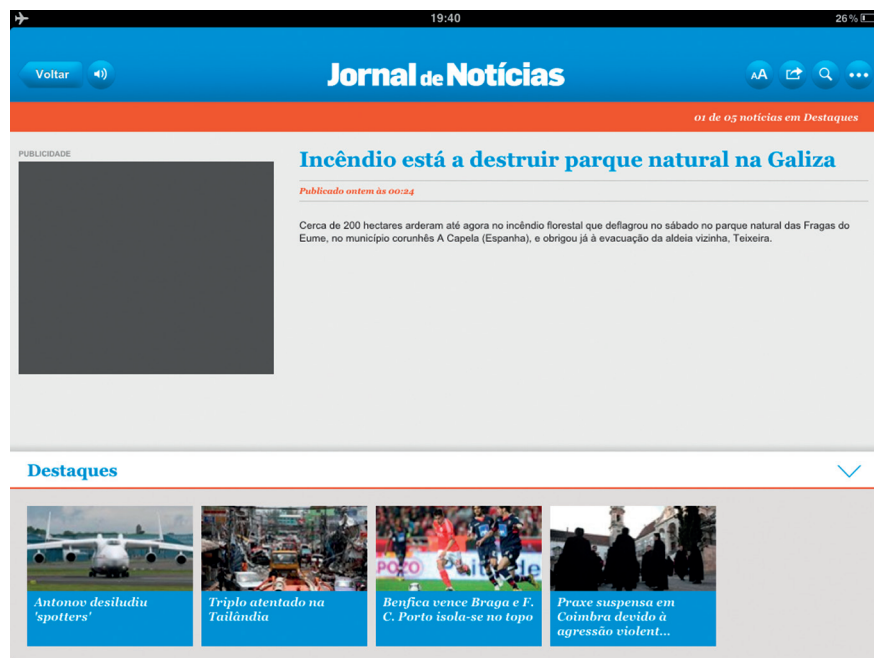 19:40
26%
Voltar
Jornal de Notícias
AA
01 de 05 notícias em Destaques
PUBLICIDADE
Incêndio está a destruir parque natural na Galiza
Publicado ontem às 00:24
Cerca de 200 hectares arderam até agora no incêndio florestal que deflagrou no sábado no parque natural das Fragas do
Eume, no município corunhês A Capela (Espanha), e obrigou já à evacuação da aldeia vizinha, Teixeira.
Destaques
POZO
Antonov desiludiu
'spotters'
Triplo atentado na
Tailândia
Benfica vence Braga e F.
C. Porto isola-se no topo
Praxe suspensa em
Coimbra devido à
agressão violent...